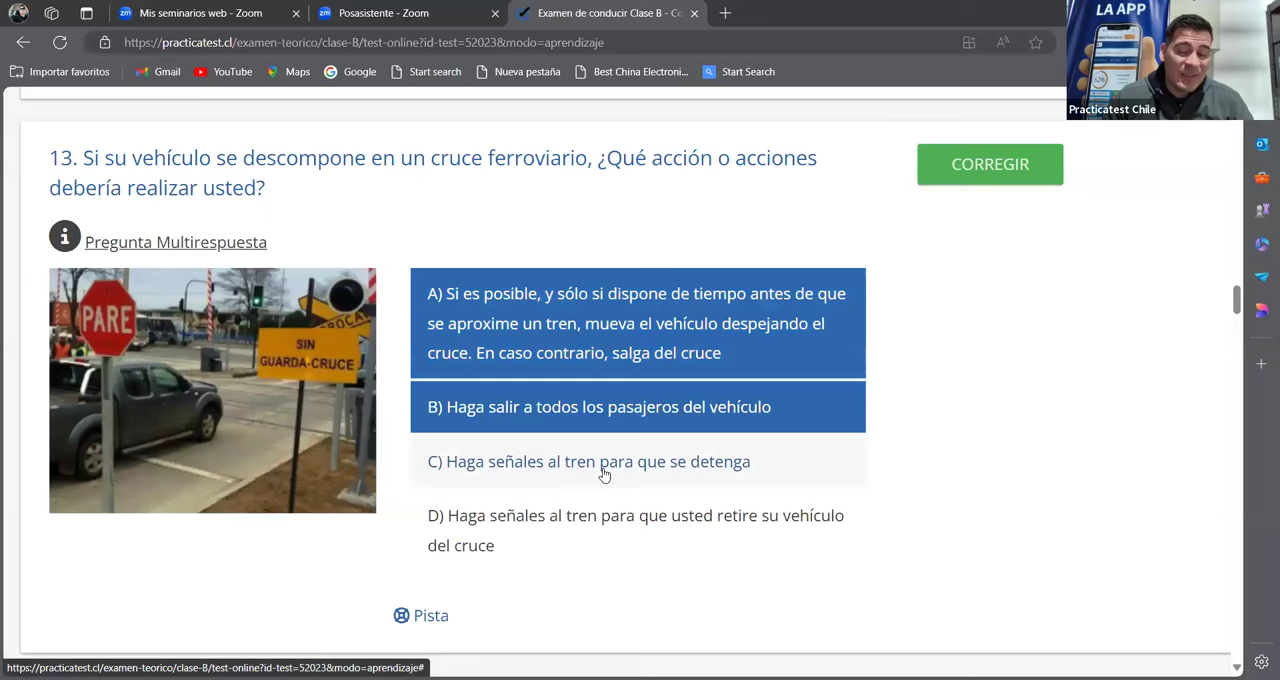 Mis seminarios web - Zoom
Posasistente - Zoom
Examen de conducir Clase B - Co
https://practicatest.cl/examen-teorico/clase-B/test-online?id-test=52023&modo=aprendizaje
Importar favoritos
Gmail
YouTube
Maps
Google
Start search
Nueva pestaña
Best China Electroni...
Start Search
LA APP
Practicatest Chile
13. Si su vehículo se descompone en un cruce ferroviario, ¿Qué acción o acciones
debería realizar usted?
CORREGIR
Pregunta Multirespuesta
PARE
SIN
GUARDA-CRUCE
A) Si es posible, y sólo si dispone de tiempo antes de que
se aproxime un tren, mueva el vehículo despejando el
cruce. En caso contrario, salga del cruce
B) Haga salir a todos los pasajeros del vehículo
C) Haga señales al tren para que se detenga
D) Haga señales al tren para que usted retire su vehículo
del cruce
Pista
https://practicatest.cl/examen-teorico/clase-B/test-online?id-test=52023&modo=aprendizaje#